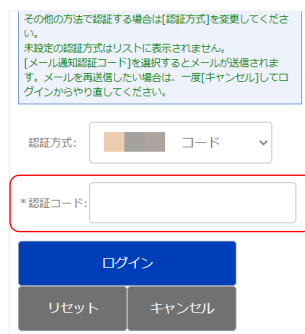 その他の方法で認証する場合は[認証方式]を変更してくださ
い。
未設定の認証方式はリストに表示されません。
[メール通知認証コード]を選択するとメールが送信されま
す。メールを再送信したい場合は、一度[キャンセル]してロ
グインからやり直してください。
認証方式: コード
*認証コード:
ログイン
リセット キャンセル